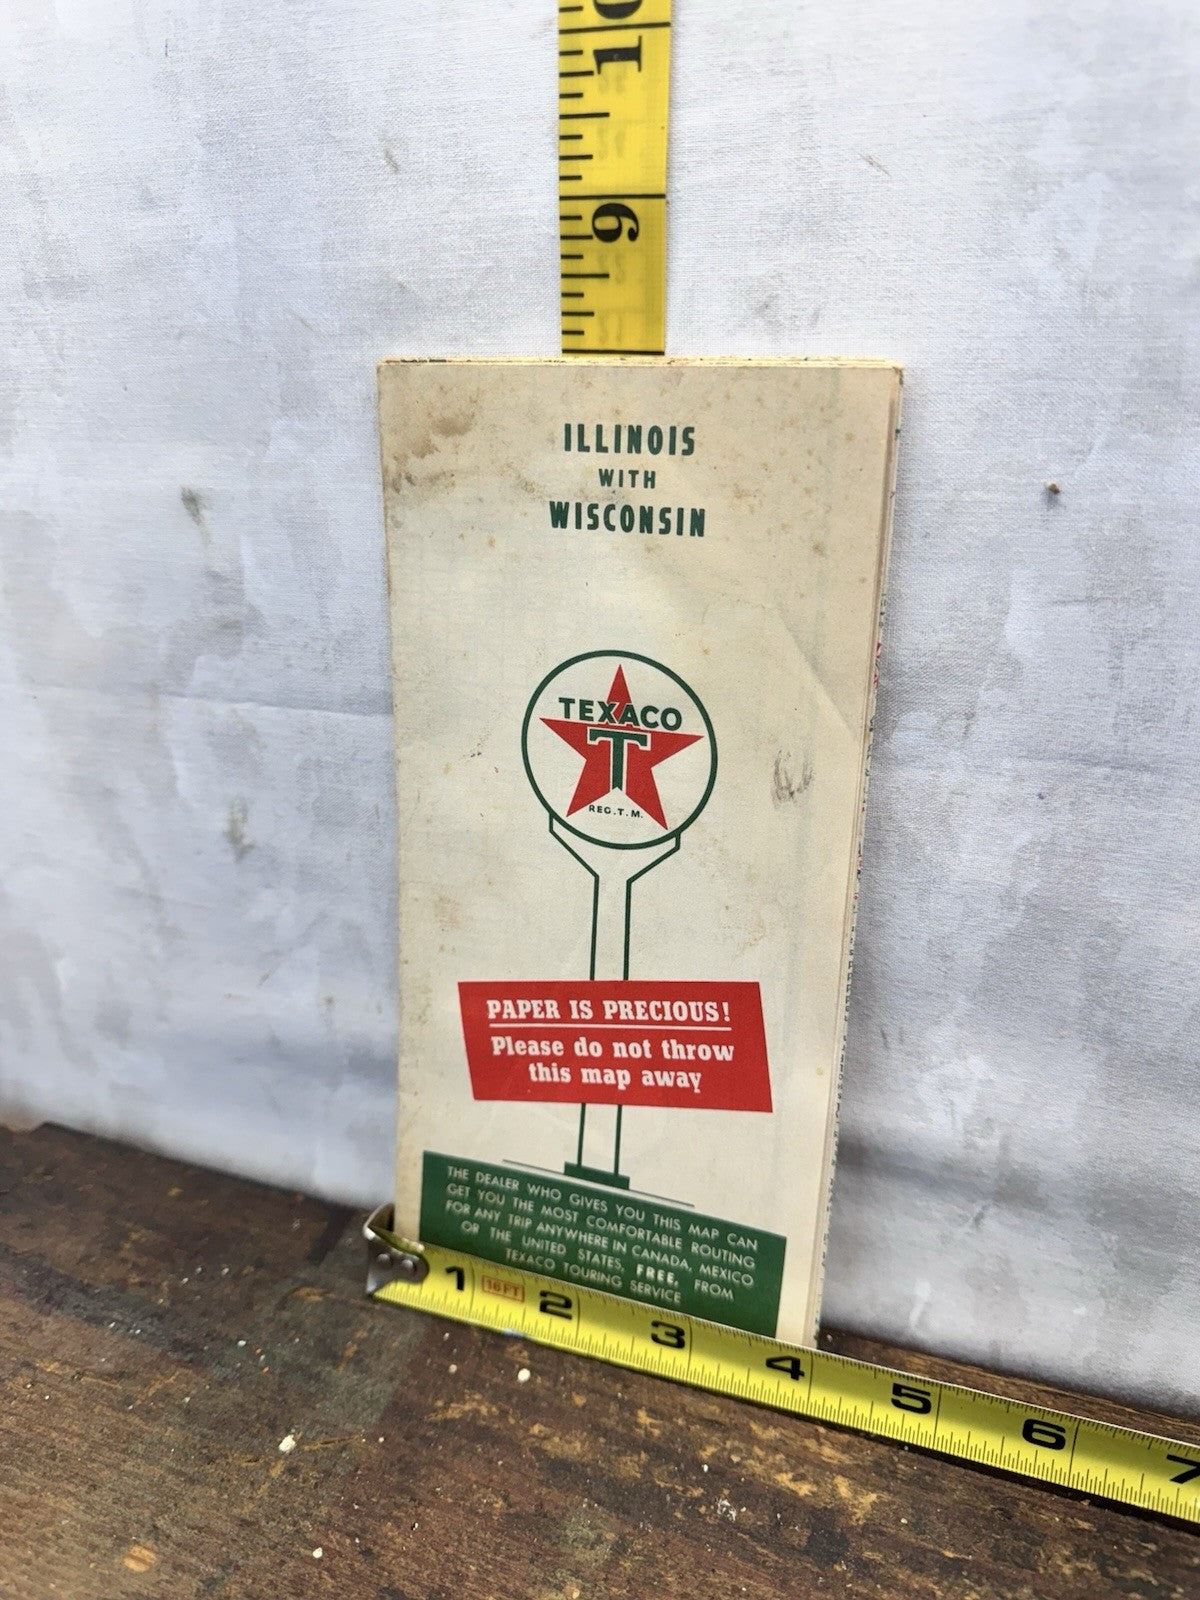 10
9
ILLINOIS
WITH
WISCONSIN
TEXACO
T
REG. T. M.
PAPER IS PRECIOUS!
Please do not throw
this map away
THE DEALER WHO GIVES YOU THIS MAP CAN
GET YOU THE MOST COMFORTABLE ROUTING
FOR ANY TRIP ANYWHERE IN CANADA, MEXICO
OR THE UNITED STATES, FREE, FROM
TEXACO TOURING SERVICE
1 16FT 2 3 4 5 6 7